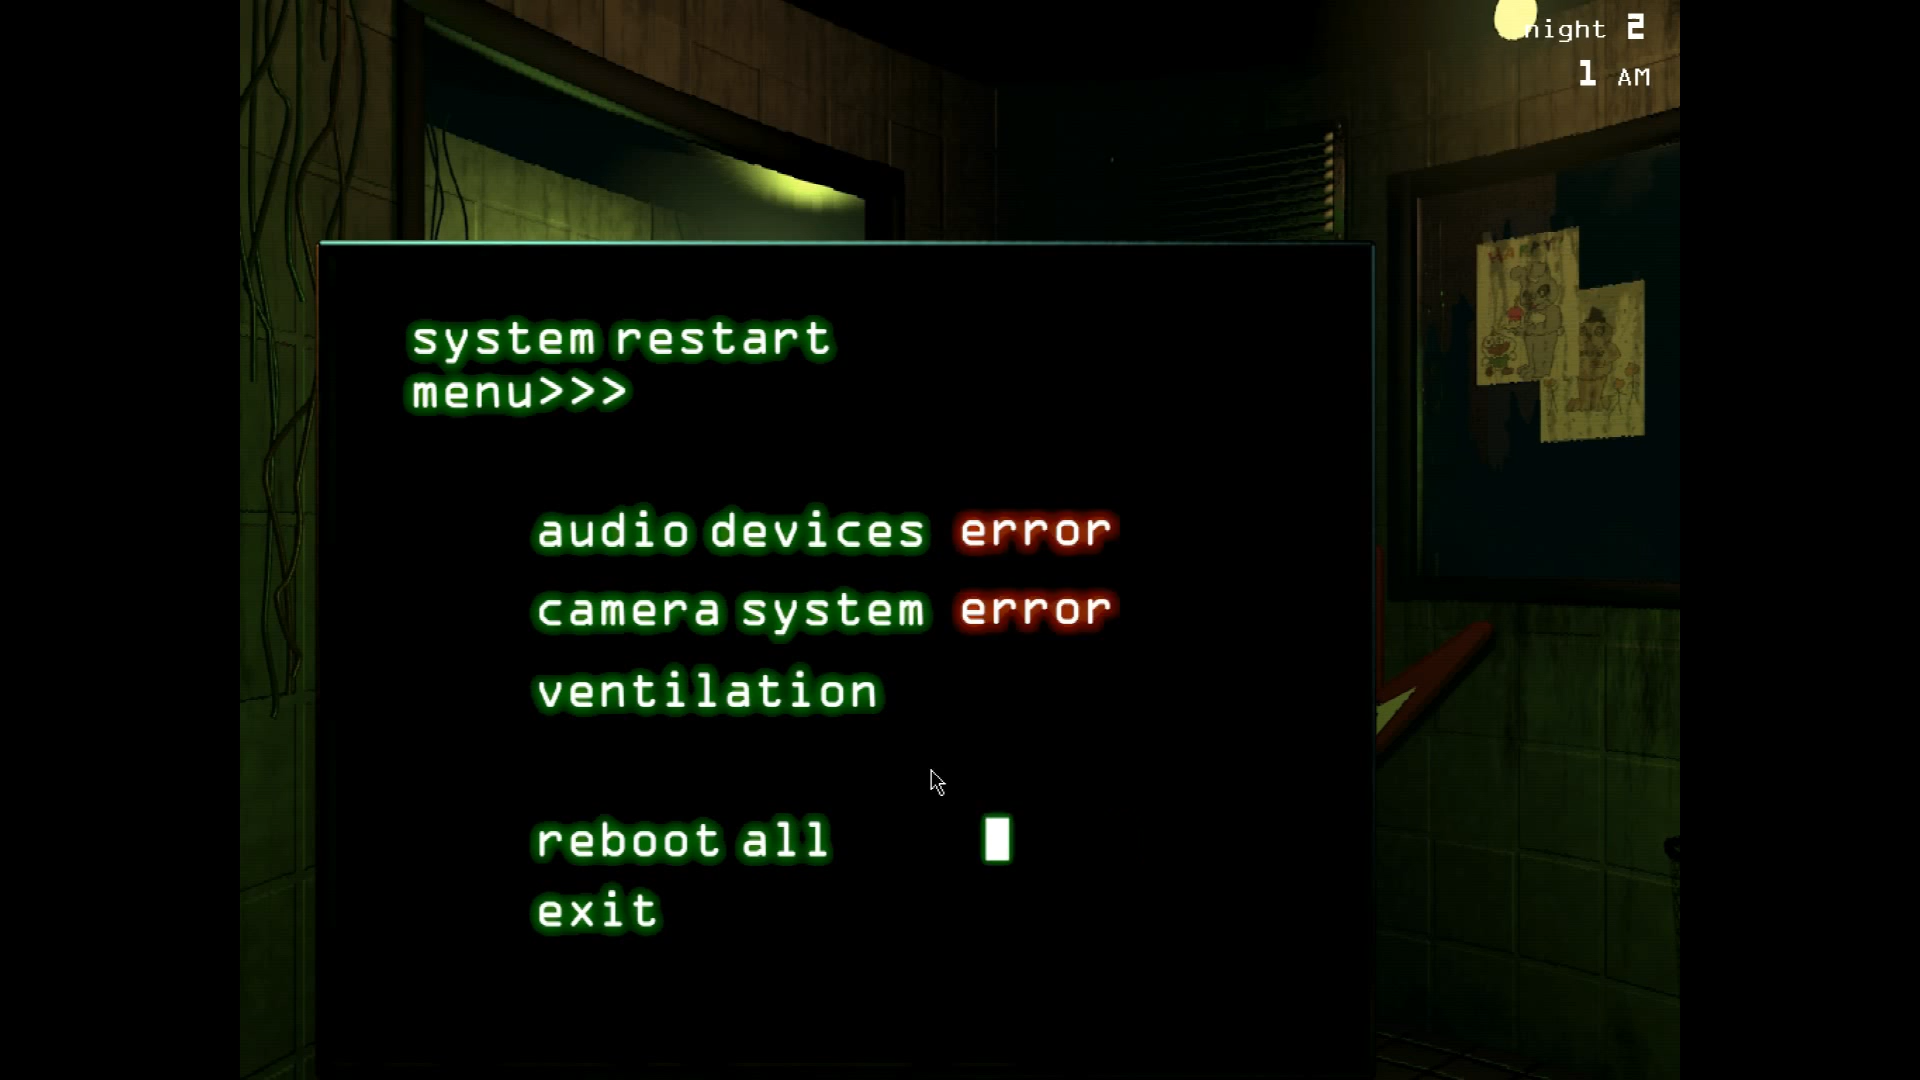 night 2
1 AM
system restart
menu>>>
audio devices error
camera system error
ventilation
reboot all
exit